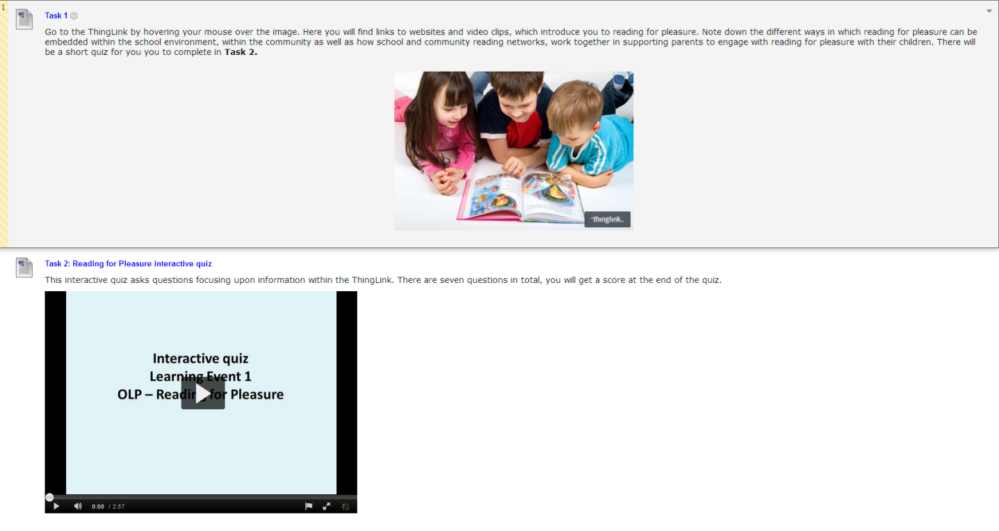 Task 1
Go to the ThingLink by hovering your mouse over the image. Here you will find links to websites and video clips, which introduce you to reading for pleasure. Note down the different ways in which reading for pleasure can be
embedded within the school environment, within the community as well as how school and community reading networks, work together in supporting parents to engage with reading for pleasure with their children. There will
be a short quiz for you you to complete in Task 2.
thinglink..
Task 2: Reading for Pleasure interactive quiz
This interactive quiz asks questions focusing upon information within the ThingLink. There are seven questions in total, you will get a score at the end of the quiz.
Interactive quiz
Learning Event 1
OLP – Reading for Pleasure
0:00 / 2:57